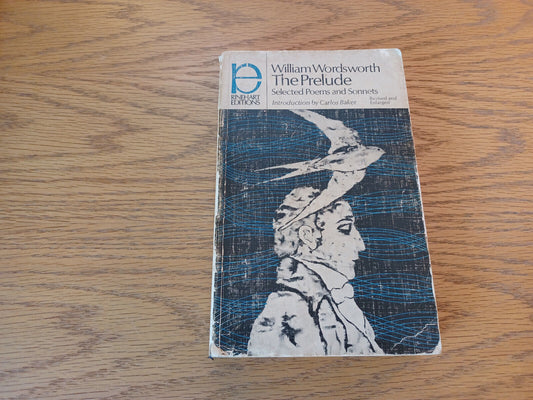 re
RINEHART
EDITIONS
William Wordsworth
The Prelude
Selected Poems and Sonnets
Introduction by Carlos Baker
Revised and
Enlarged